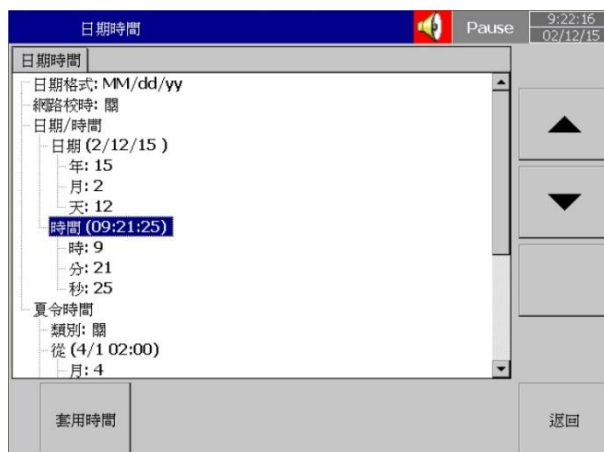 日期時間
Pause
9:22:16
02/12/15
日期時間
日期格式: MM/dd/yy
網路校時: 關
日期/時間
日期 (2/12/15 )
年: 15
月: 2
天: 12
時間 (09:21:25)
時: 9
分: 21
秒: 25
夏令時間
類別: 關
從 (4/1 02:00)
月: 4
套用時間
返回